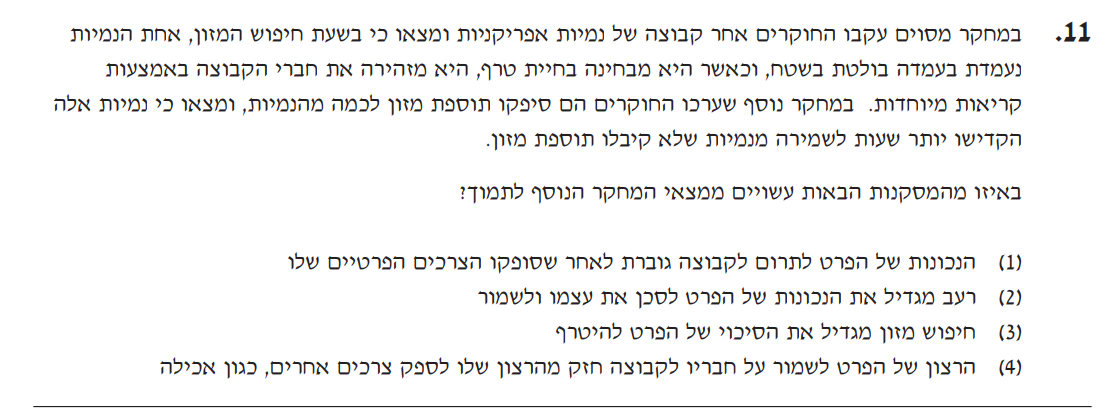 11. במחקר מסוים עקבו החוקרים אחר קבוצה של נמיות אפריקניות ומצאו כי בשעת חיפוש המזון, אחת הנמיות
נעמדת בעמדה בולטת בשטח, וכאשר היא מבחינה בחיית טרף, היא מזהירה את חברי הקבוצה באמצעות
קריאות מיוחדות. במחקר נוסף שערכו החוקרים הם סיפקו תוספת מזון לכמה מהנמיות, ומצאו כי נמיות אלה
הקדישו יותר שעות לשמירה מנמיות שלא קיבלו תוספת מזון.
באיזו מהמסקנות הבאות עשויים ממצאי המחקר הנוסף לתמוך?
(1) הנכונות של הפרט לתרום לקבוצה גוברת לאחר שסופקו הצרכים הפרטיים שלו
(2) רעב מגדיל את הנכונות של הפרט לסכן את עצמו ולשמור
(3) חיפוש מזון מגדיל את הסיכוי של הפרט להיטרף
(4) הרצון של הפרט לשמור על חבריו לקבוצה חזק מהרצון שלו לספק צרכים אחרים, כגון אכילה